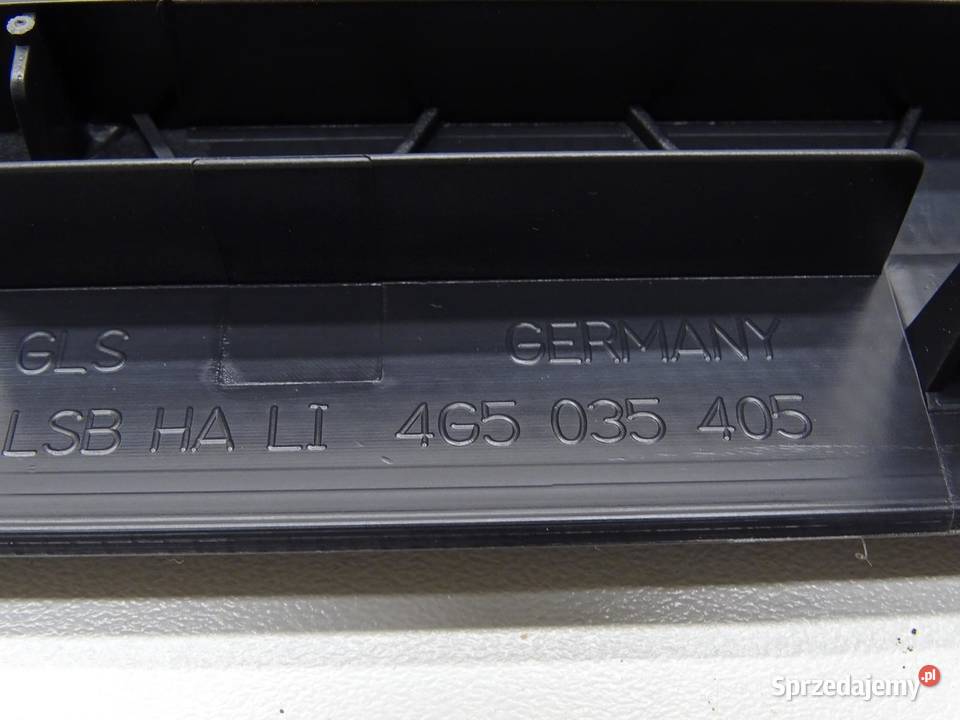 GLS GERMANY
LSB HA LI 4G5 035 405
Sprzedajemy.pl